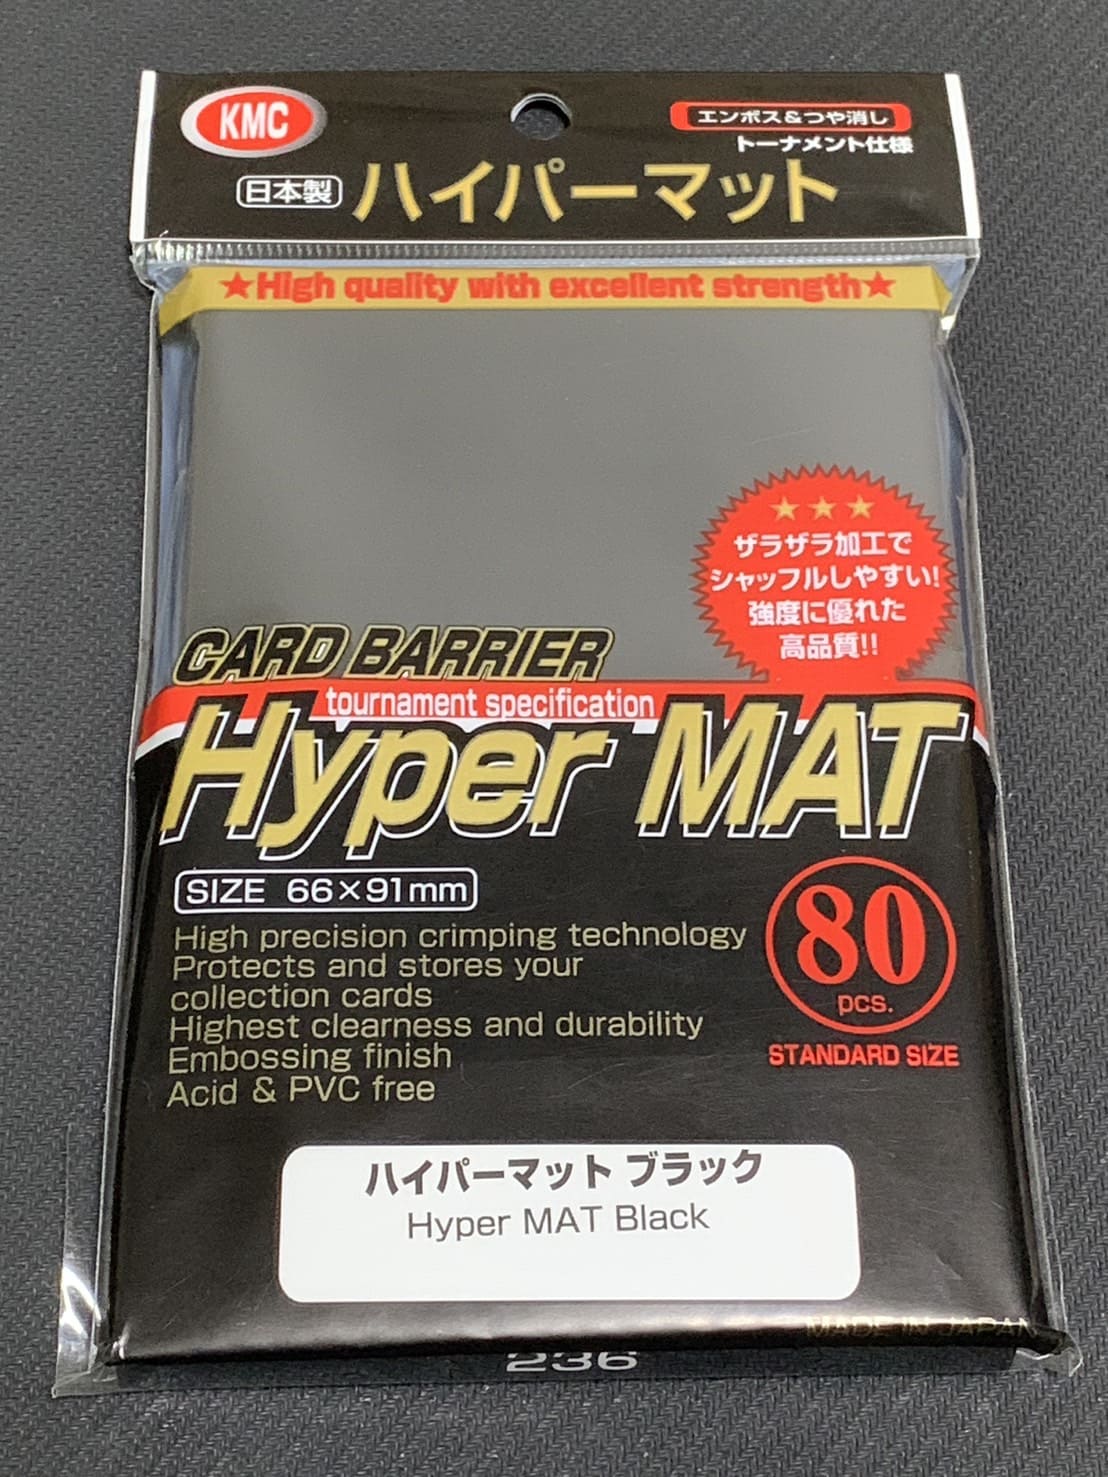 KMC
エンボス&つや消し
トーナメント仕様
日本製 ハイパーマット
★High quality with excellent strength★
★ ★ ★
ザラザラ加工で
シャッフルしやすい!
強度に優れた
高品質!!
CARD BARRIER
tournament specification
Hyper MAT
SIZE 66×91mm
High precision crimping technology
Protects and stores your
collection cards
Highest clearness and durability
Embossing finish
Acid & PVC free
80
pcs.
STANDARD SIZE
ハイパーマット ブラック
Hyper MAT Black
MADE IN JAPAN
236